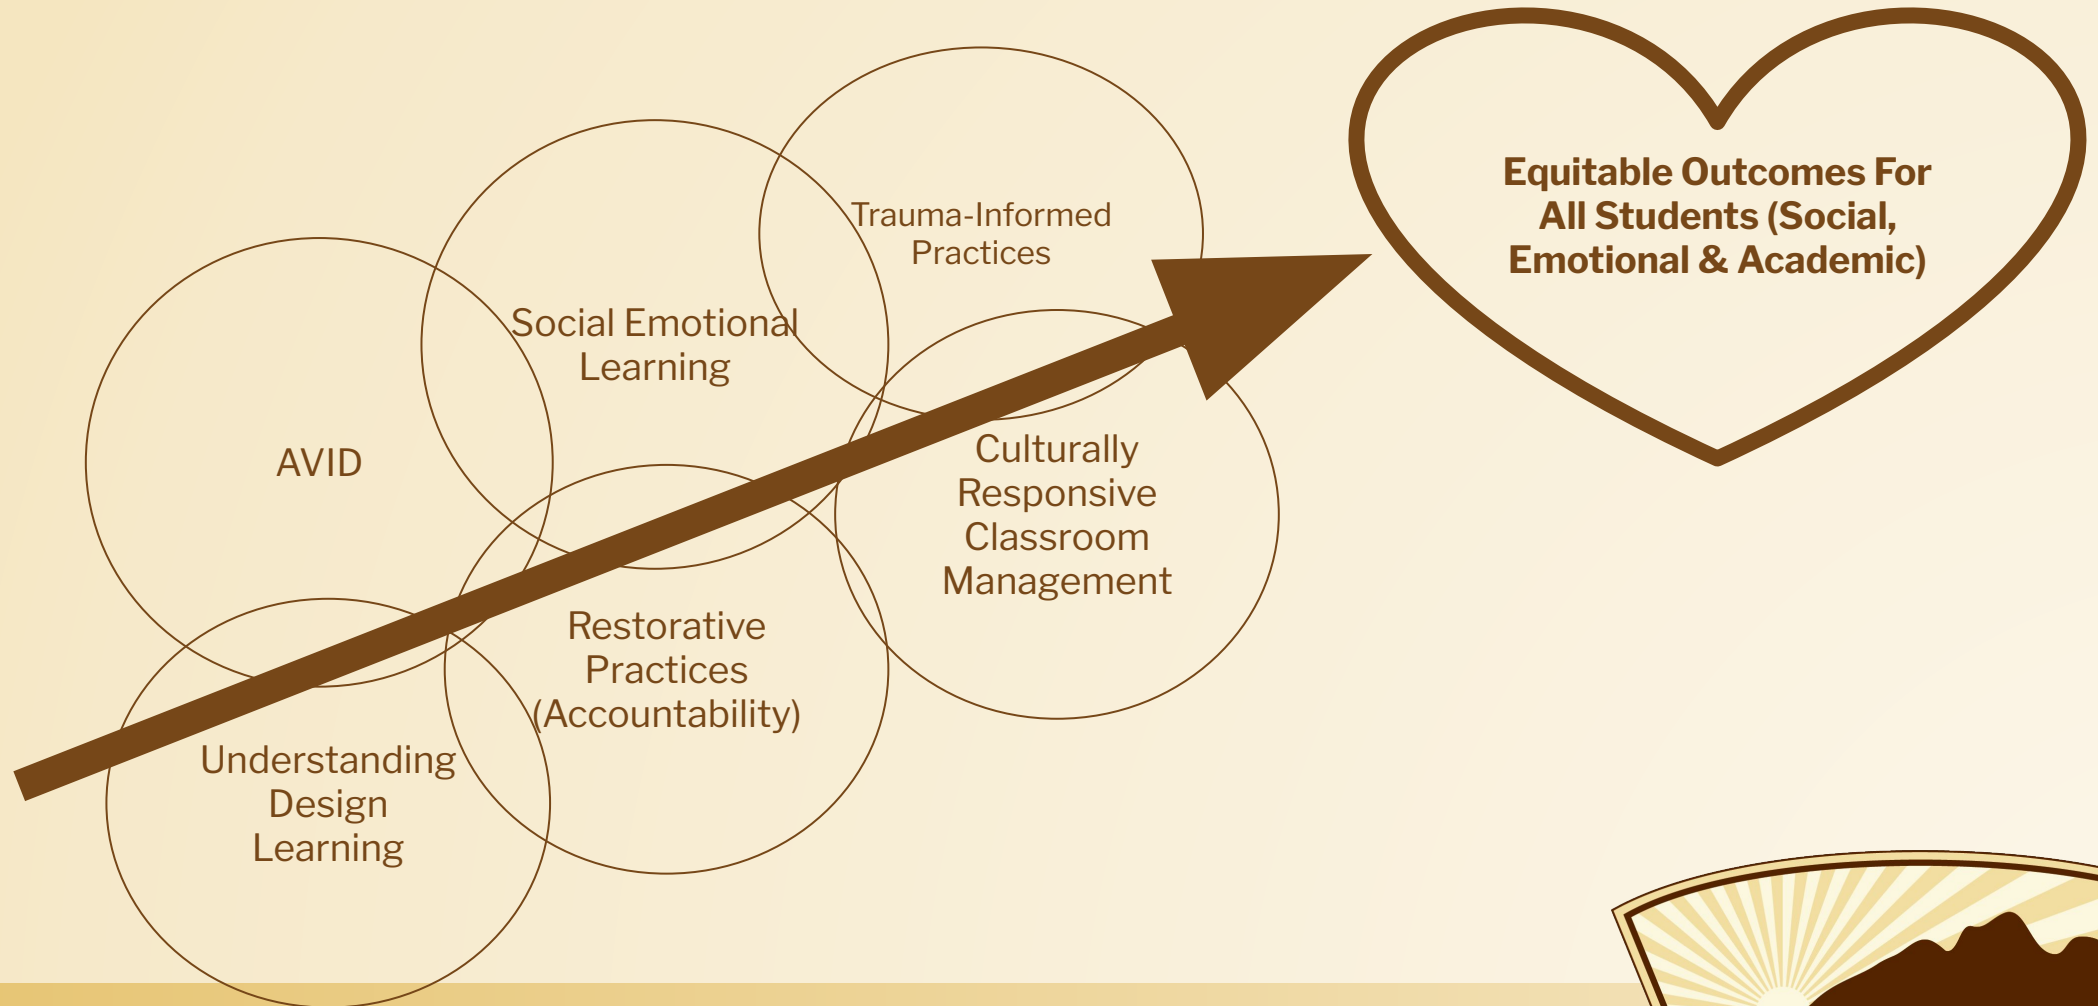 Trauma-Informed
Practices
Equitable Outcomes For
All Students (Social,
Emotional & Academic)
Social Emotional
Learning
AVID
Culturally
Responsive
Classroom
Management
Restorative
Practices
(Accountability)
Understanding
Design
Learning